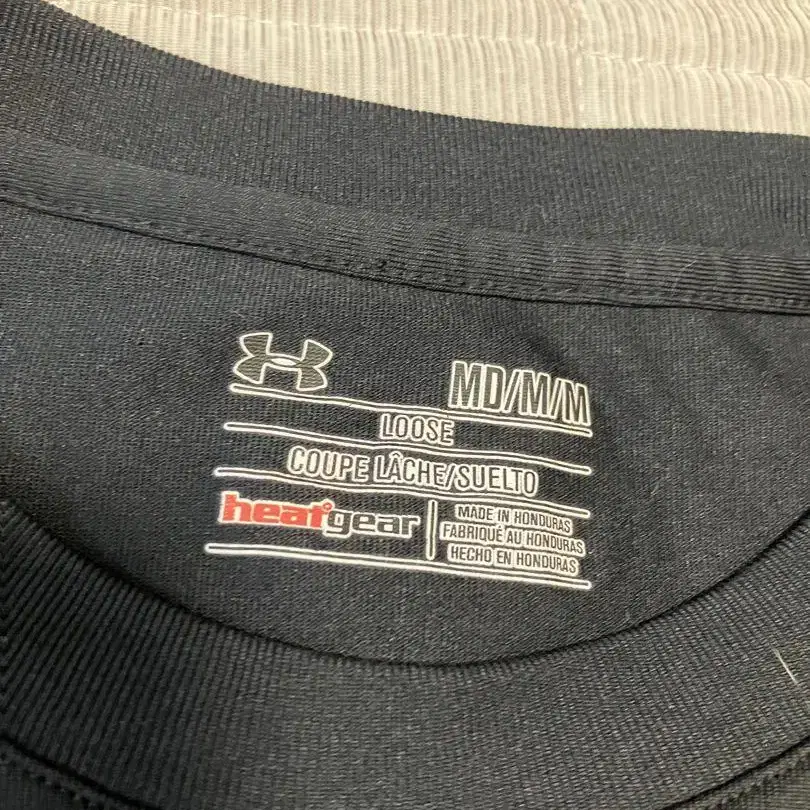 MD/M/M
LOOSE
COUPE LÂCHE/SUELTO
heatgear
MADE IN HONDURAS
FABRIQUÉ AU HONDURAS
HECHO EN HONDURAS